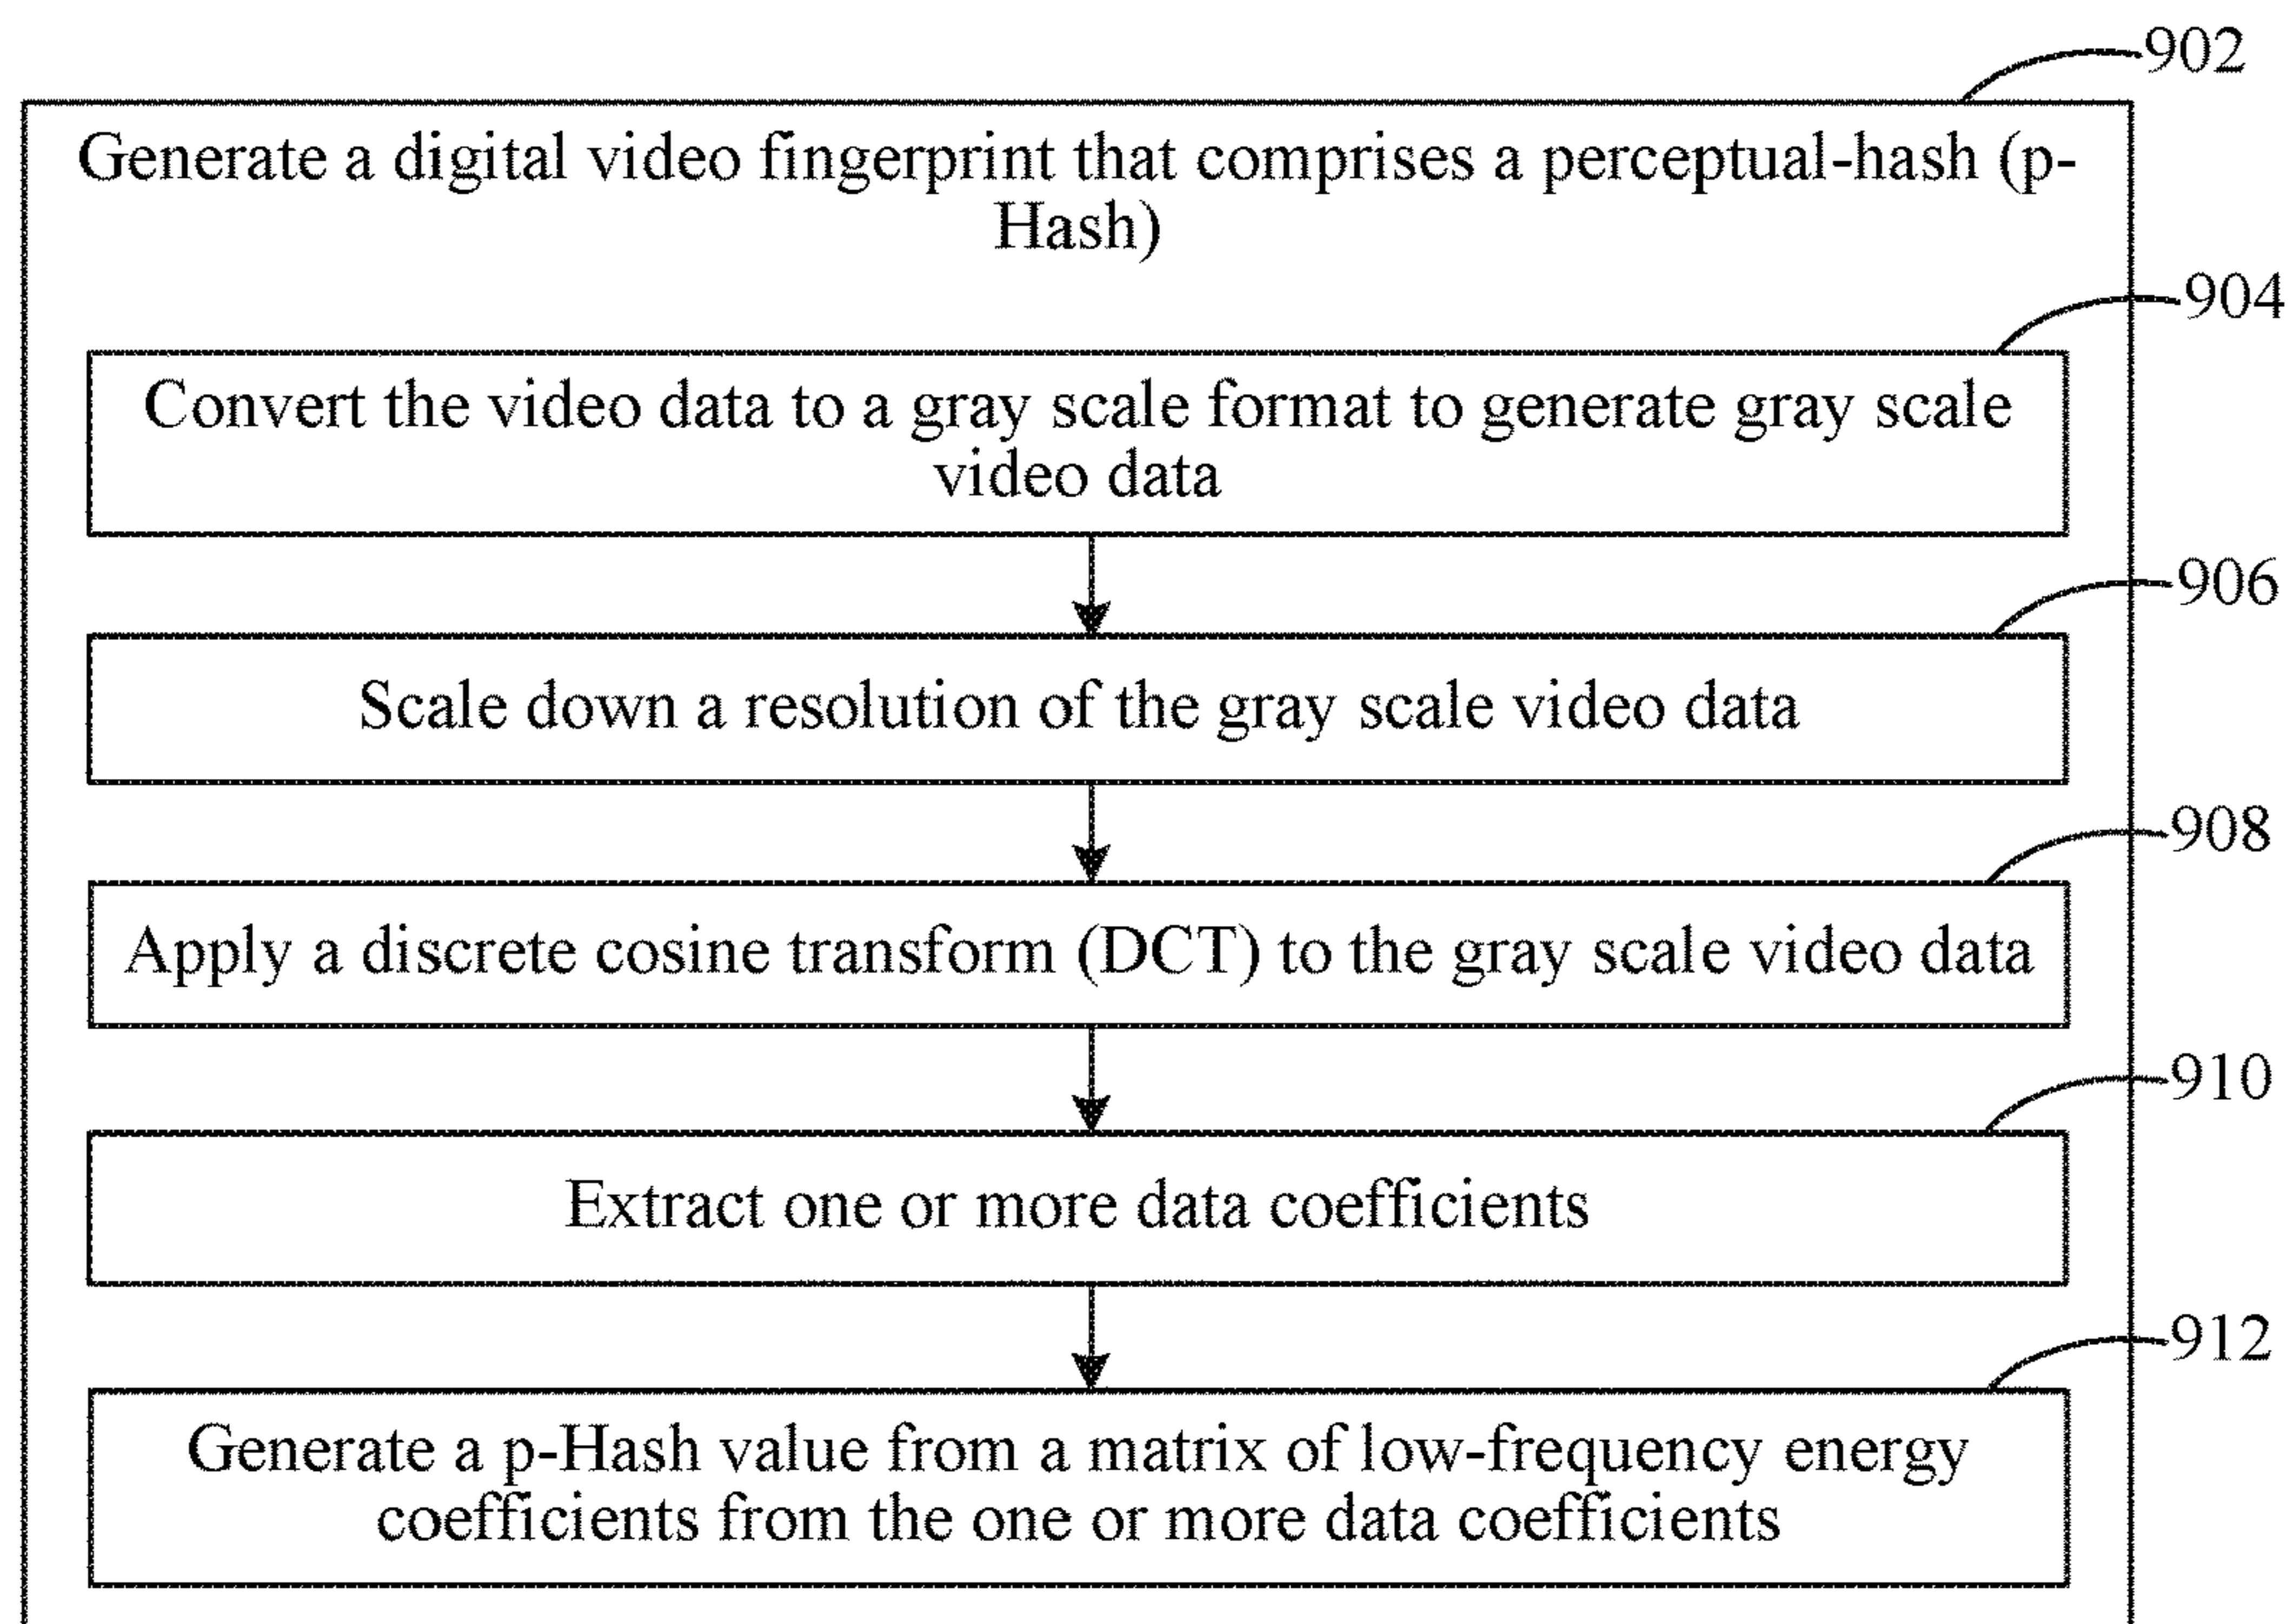 902
Generate a digital video fingerprint that comprises a perceptual-hash (p-
Hash)
904
Convert the video data to a gray scale format to generate gray scale
video data
906
Scale down a resolution of the gray scale video data
908
Apply a discrete cosine transform (DCT) to the gray scale video data
910
Extract one or more data coefficients
912
Generate a p-Hash value from a matrix of low-frequency energy
coefficients from the one or more data coefficients